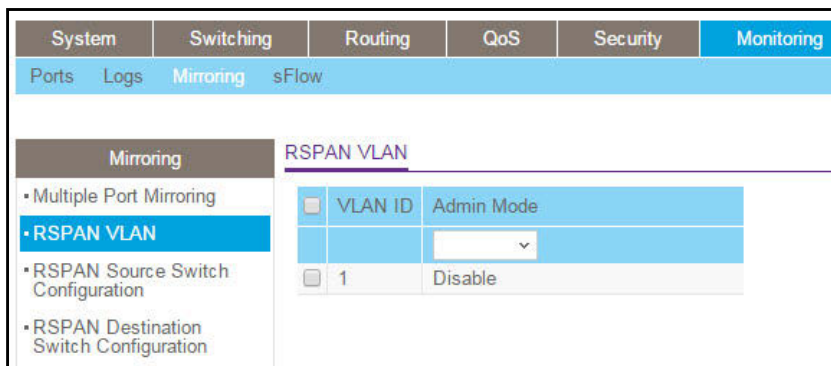 System Switching Routing QoS Security Monitoring
Ports Logs Mirroring sFlow
Mirroring
Multiple Port Mirroring
RSPAN VLAN
RSPAN Source Switch
Configuration
RSPAN Destination
Switch Configuration
RSPAN VLAN
VLAN ID Admin Mode
1 Disable